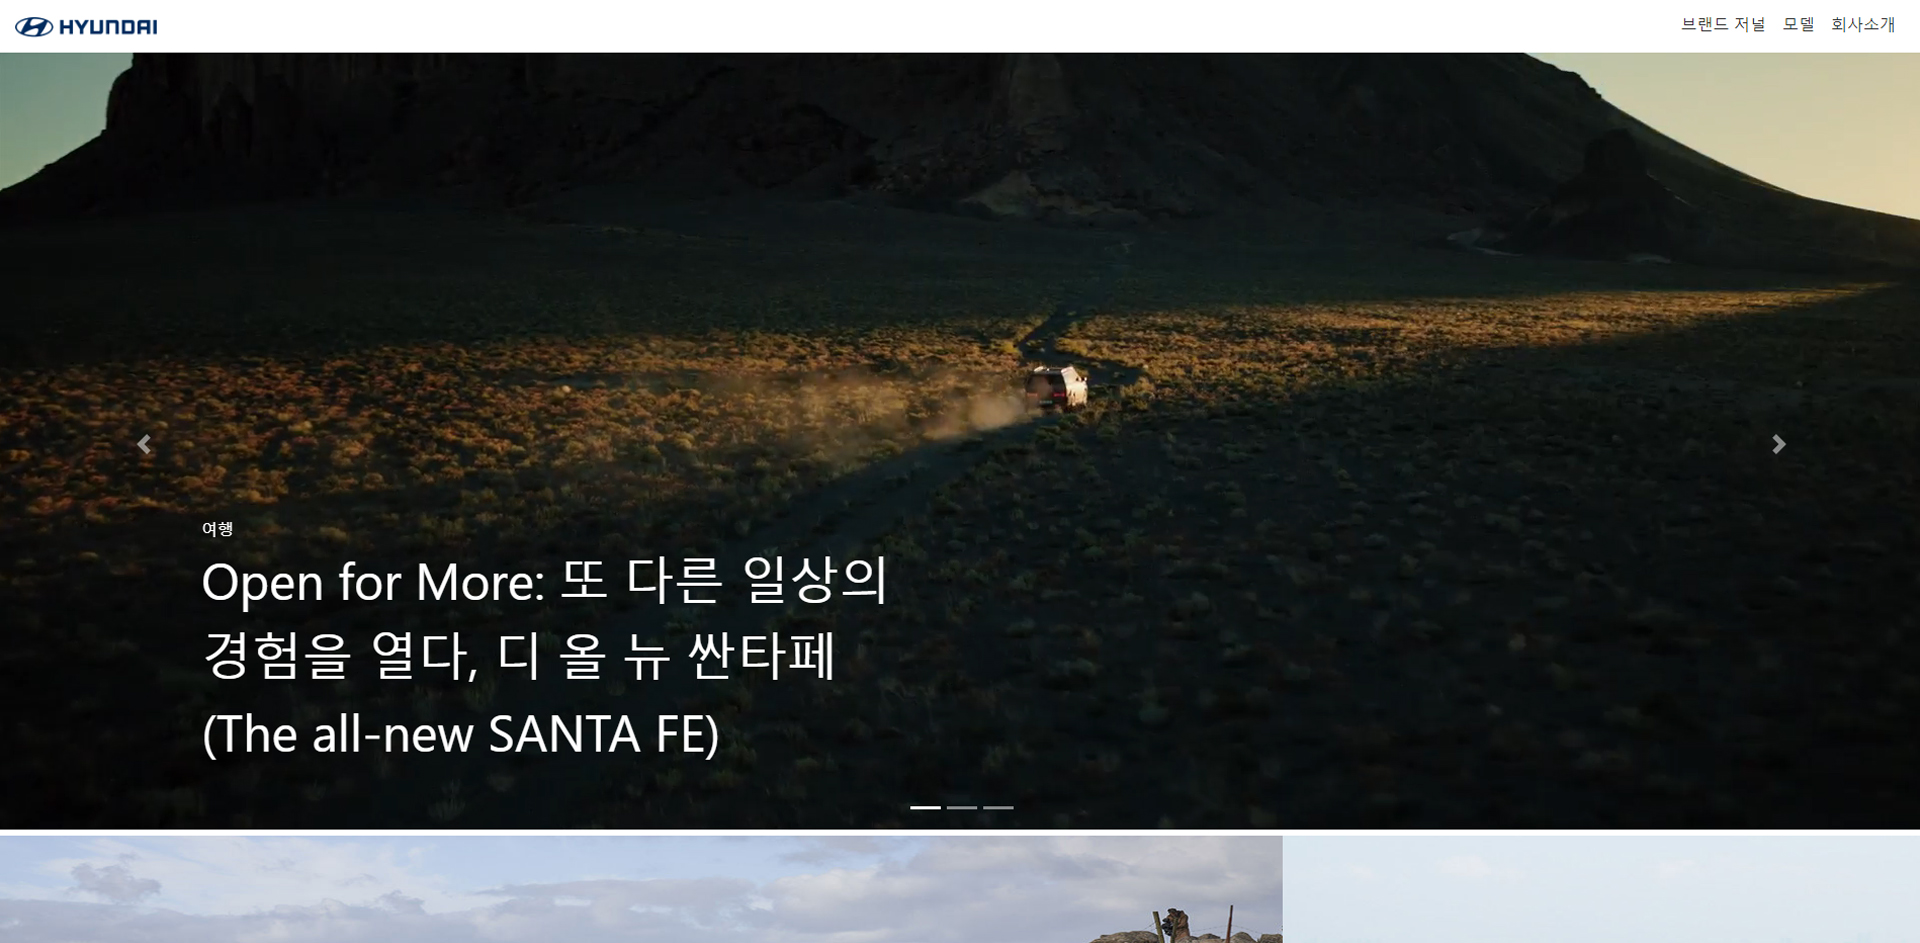 HYUNDAI
브랜드 저널 모델 회사소개
여행
Open for More: 또 다른 일상의
경험을 열다, 디 올 뉴 싼타페
(The all-new SANTA FE)